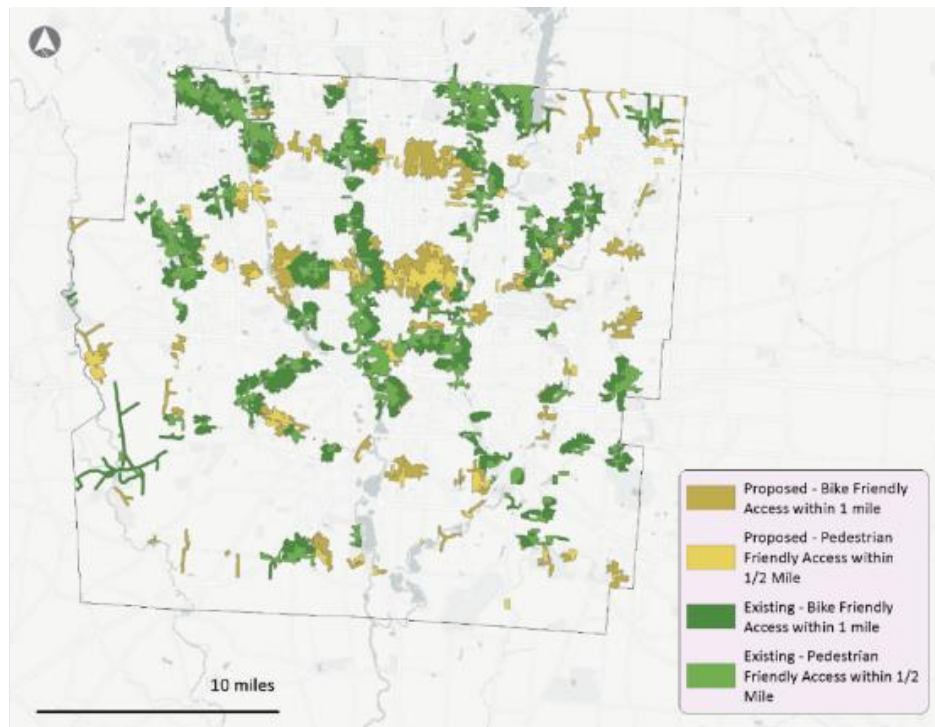 Proposed - Bike Friendly
Access within 1 mile
Proposed - Pedestrian
Friendly Access within
1/2 Mile
Existing - Bike Friendly
Access within 1 mile
Existing - Pedestrian
Friendly Access within 1/2
Mile
10 miles